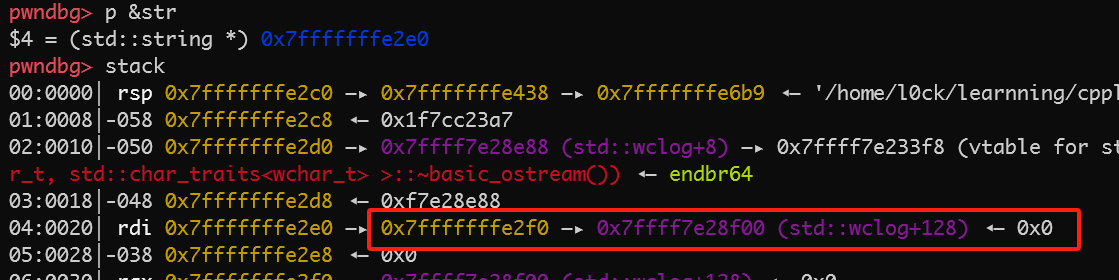 pwndbg> p &str
$4 = (std::string *) 0x7fffffffe2e0
pwndbg> stack
00:0000│ rsp 0x7fffffffe2c0 —▸ 0x7fffffffe438 —▸ 0x7fffffffe6b9 ◂— '/home/l0ck/learnning/cppl
01:0008│-058 0x7fffffffe2c8 ◂— 0x1f7cc23a7
02:0010│-050 0x7fffffffe2d0 —▸ 0x7ffff7e28e88 (std::wclog+8) —▸ 0x7ffff7e233f8 (vtable for st
r_t, std::char_traits<wchar_t> >::~basic_ostream()) ◂— endbr64
03:0018│-048 0x7fffffffe2d8 ◂— 0xf7e28e88
04:0020│ rdi 0x7fffffffe2e0 —▸ 0x7fffffffe2f0 —▸ 0x7ffff7e28f00 (std::wclog+128) ◂— 0x0
05:0028│-038 0x7fffffffe2e8 ◂— 0x0